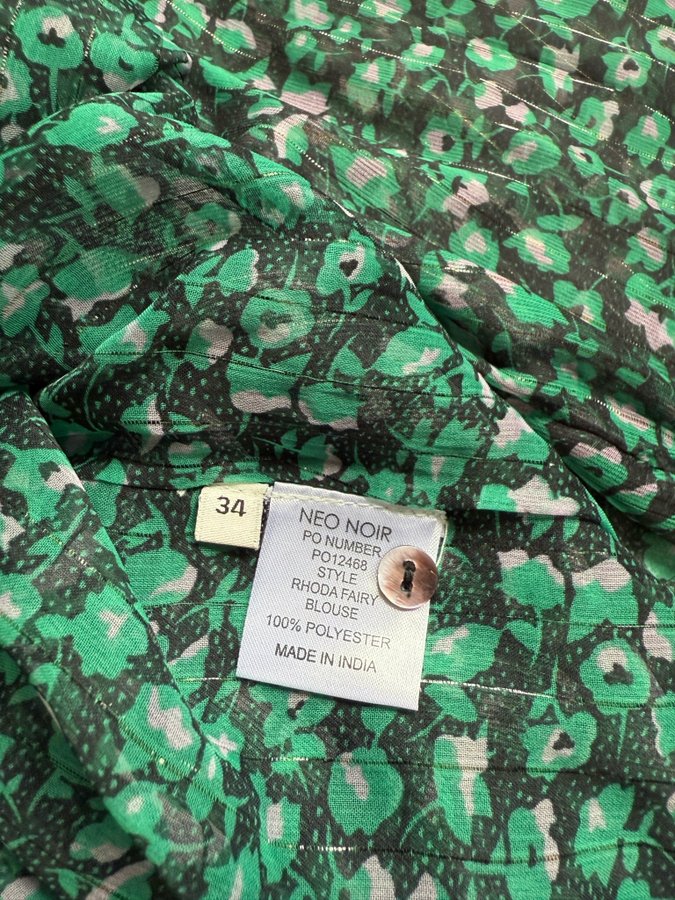 34
NEO NOIR
PO NUMBER
PO12468
STYLE
RHODA FAIRY
BLOUSE
100% POLYESTER
MADE IN INDIA